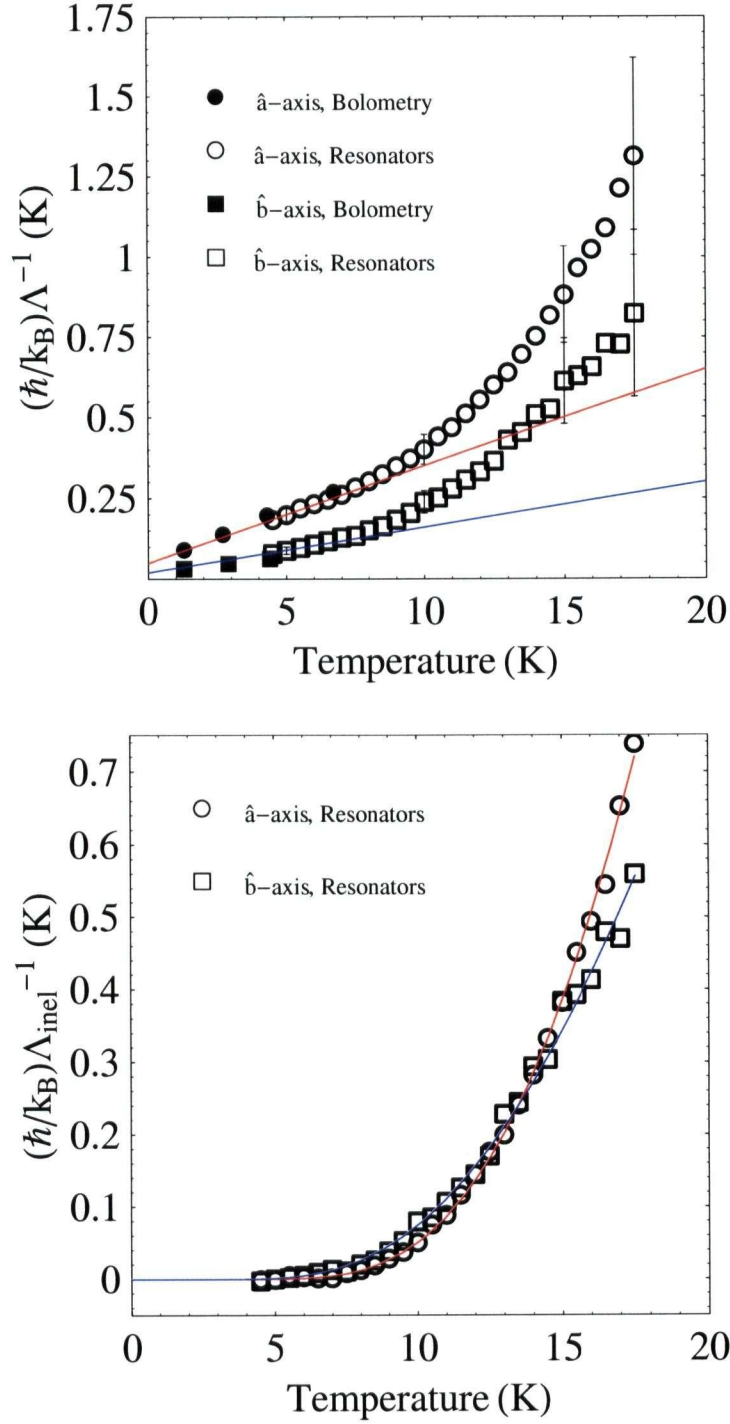 1.75
1.5
1.25
1
0.75
0.5
0.25
(ℏ/k_B)Λ⁻¹ (K)
â−axis, Bolometry
â−axis, Resonators
b̂−axis, Bolometry
b̂−axis, Resonators
0 5 10 15 20
Temperature (K)
0.7
0.6
0.5
0.4
0.3
0.2
0.1
0
(ℏ/k_B)Λ_inel⁻¹ (K)
â−axis, Resonators
b̂−axis, Resonators
0 5 10 15 20
Temperature (K)